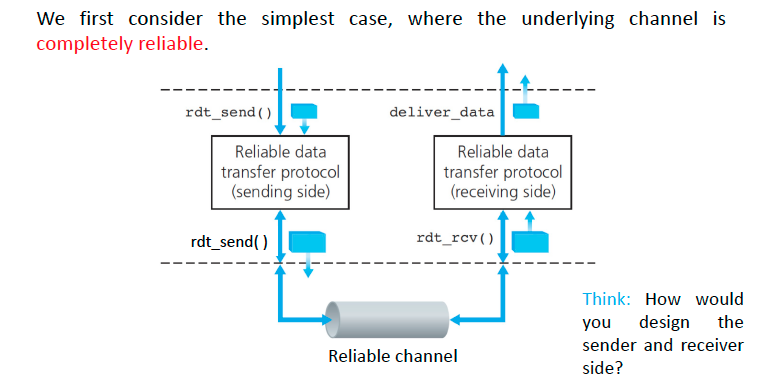 We first consider the simplest case, where the underlying channel is
completely reliable.
rdt_send()
deliver_data
Reliable data
transfer protocol
(sending side)
Reliable data
transfer protocol
(receiving side)
rdt_send( )
rdt_rcv()
Reliable channel
Think: How would
you design the
sender and receiver
side?